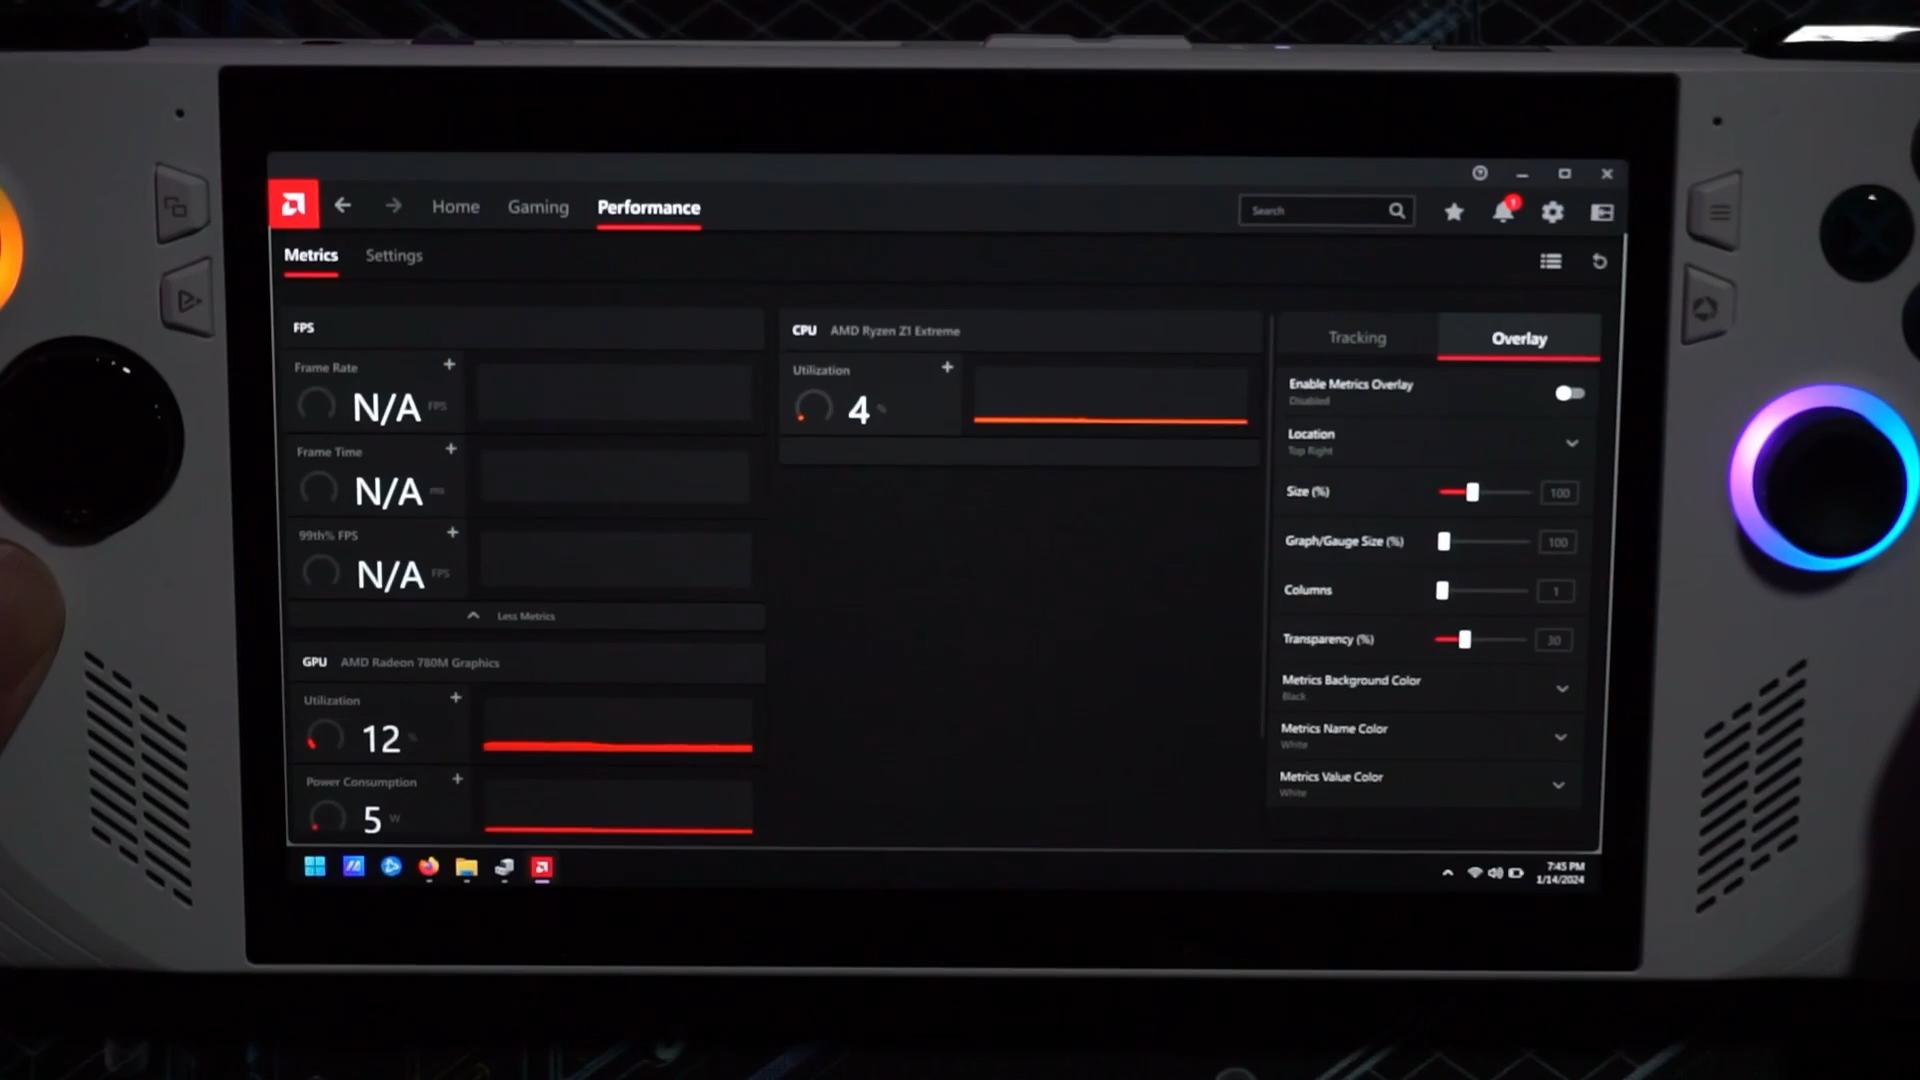 Home Gaming Performance
Search
1
Metrics Settings
FPS
Frame Rate
N/A FPS
Frame Time
N/A ms
99th% FPS
N/A FPS
Less Metrics
GPU AMD Radeon 780M Graphics
Utilization
12 %
Power Consumption
5 W
CPU AMD Ryzen Z1 Extreme
Utilization
4 %
Tracking Overlay
Enable Metrics Overlay
Disabled
Location
Top Right
Size (%) 100
Graph/Gauge Size (%) 100
Columns 1
Transparency (%) 30
Metrics Background Color
Black
Metrics Name Color
White
Metrics Value Color
White
7:45 PM
1/14/2024